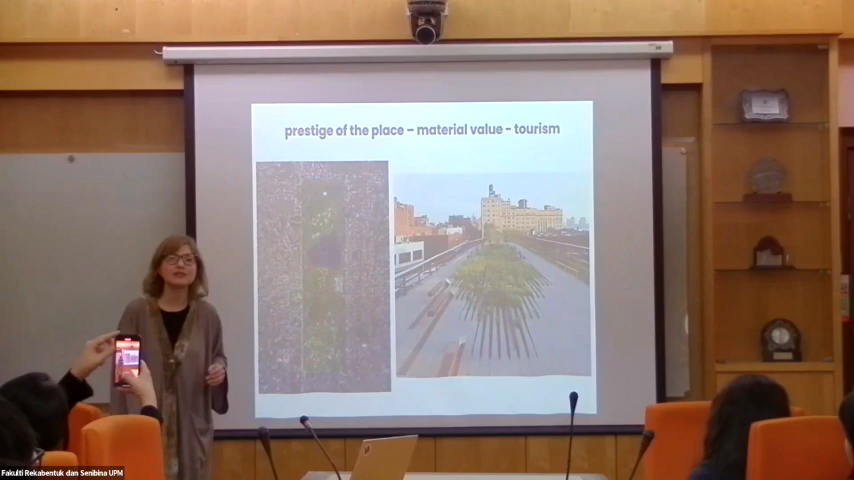 prestige of the place – material value - tourism
Fakulti Rekabentuk dan Senibina UPM